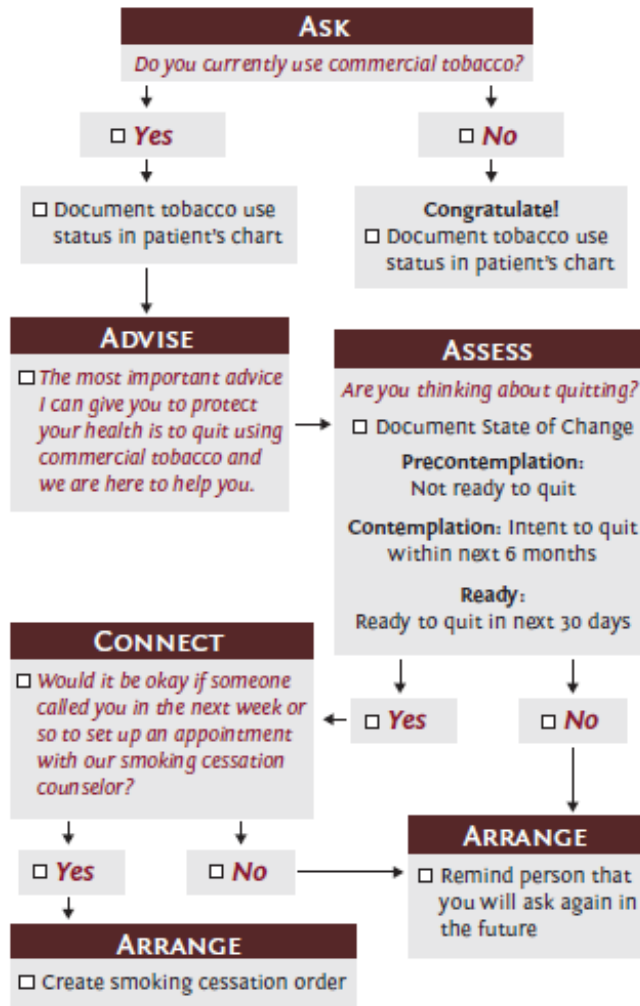 ASK
Do you currently use commercial tobacco?
Yes
No
Document tobacco use
status in patient's chart
Congratulate!
Document tobacco use
status in patient's chart
ADVISE
The most important advice
I can give you to protect
your health is to quit using
commercial tobacco and
we are here to help you.
ASSESS
Are you thinking about quitting?
Document State of Change
Precontemplation:
Not ready to quit
Contemplation: Intent to quit
within next 6 months
Ready:
Ready to quit in next 30 days
Yes
No
CONNECT
Would it be okay if someone
called you in the next week or
so to set up an appointment
with our smoking cessation
counselor?
Yes
No
ARRANGE
Remind person that
you will ask again in
the future
ARRANGE
Create smoking cessation order